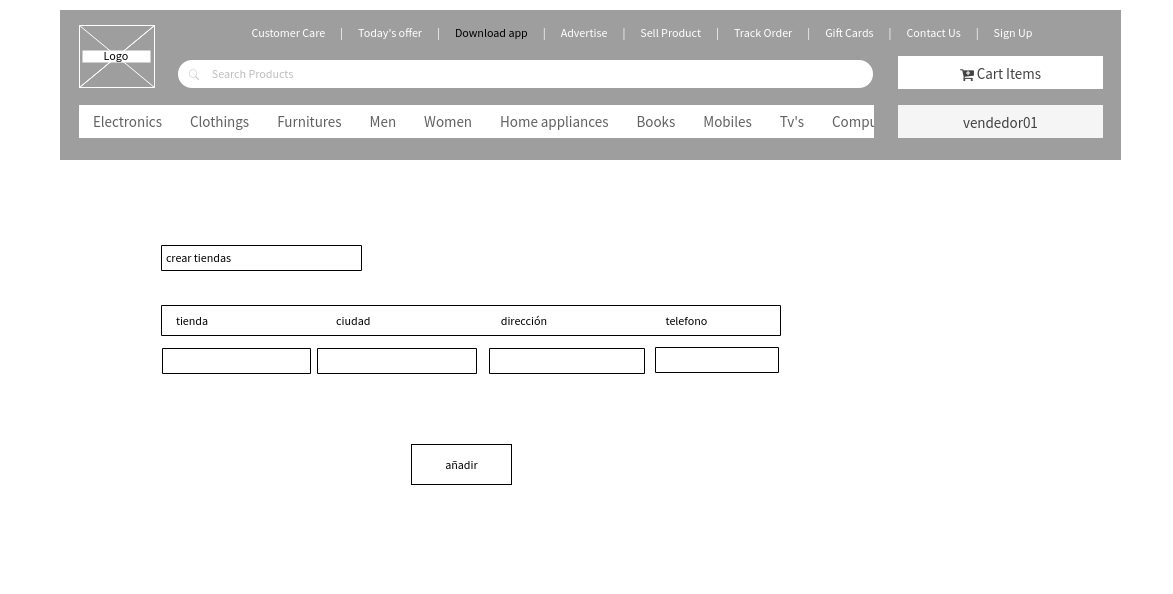 Customer Care | Today's offer | Download app | Advertise | Sell Product | Track Order | Gift Cards | Contact Us | Sign Up
Logo
Search Products
Cart Items
Electronics Clothings Furnitures Men Women Home appliances Books Mobiles Tv's Compu
vendedor01
crear tiendas
tienda ciudad dirección telefono
añadir